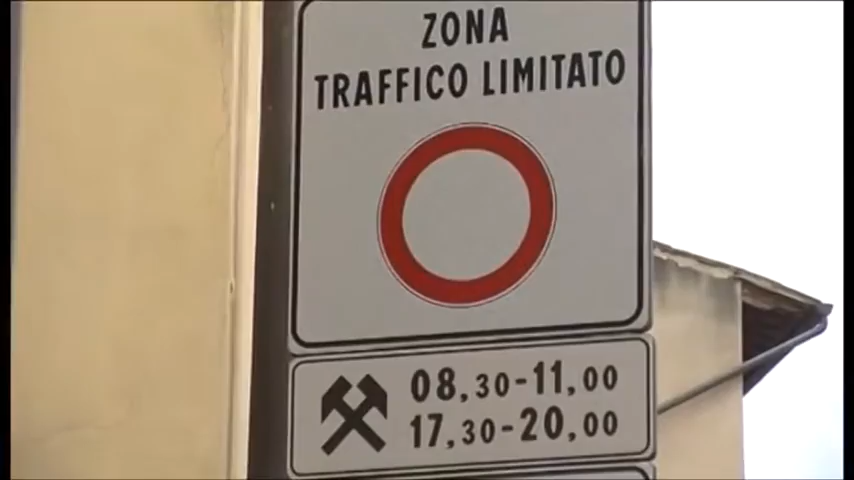 ZONA
TRAFFICO LIMITATO
08,30-11,00
17,30-20,00